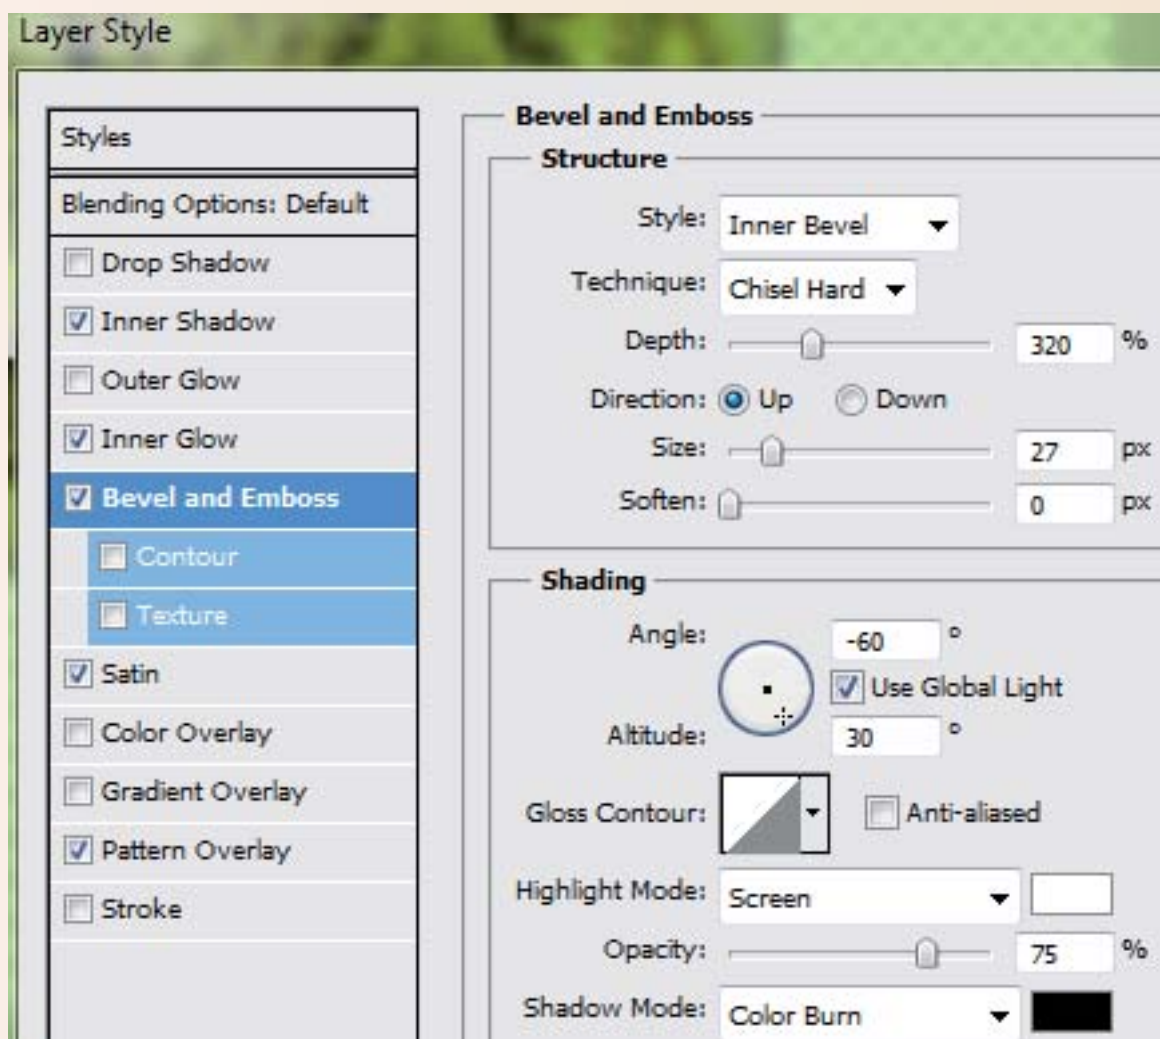 Layer Style
Styles
Blending Options: Default
Drop Shadow
Inner Shadow
Outer Glow
Inner Glow
Bevel and Emboss
Contour
Texture
Satin
Color Overlay
Gradient Overlay
Pattern Overlay
Stroke
Bevel and Emboss
Structure
Style: Inner Bevel
Technique: Chisel Hard
Depth: 320 %
Direction: Up Down
Size: 27 px
Soften: 0 px
Shading
Angle: -60 °
Use Global Light
Altitude: 30 °
Gloss Contour: Anti-aliased
Highlight Mode: Screen
Opacity: 75 %
Shadow Mode: Color Burn